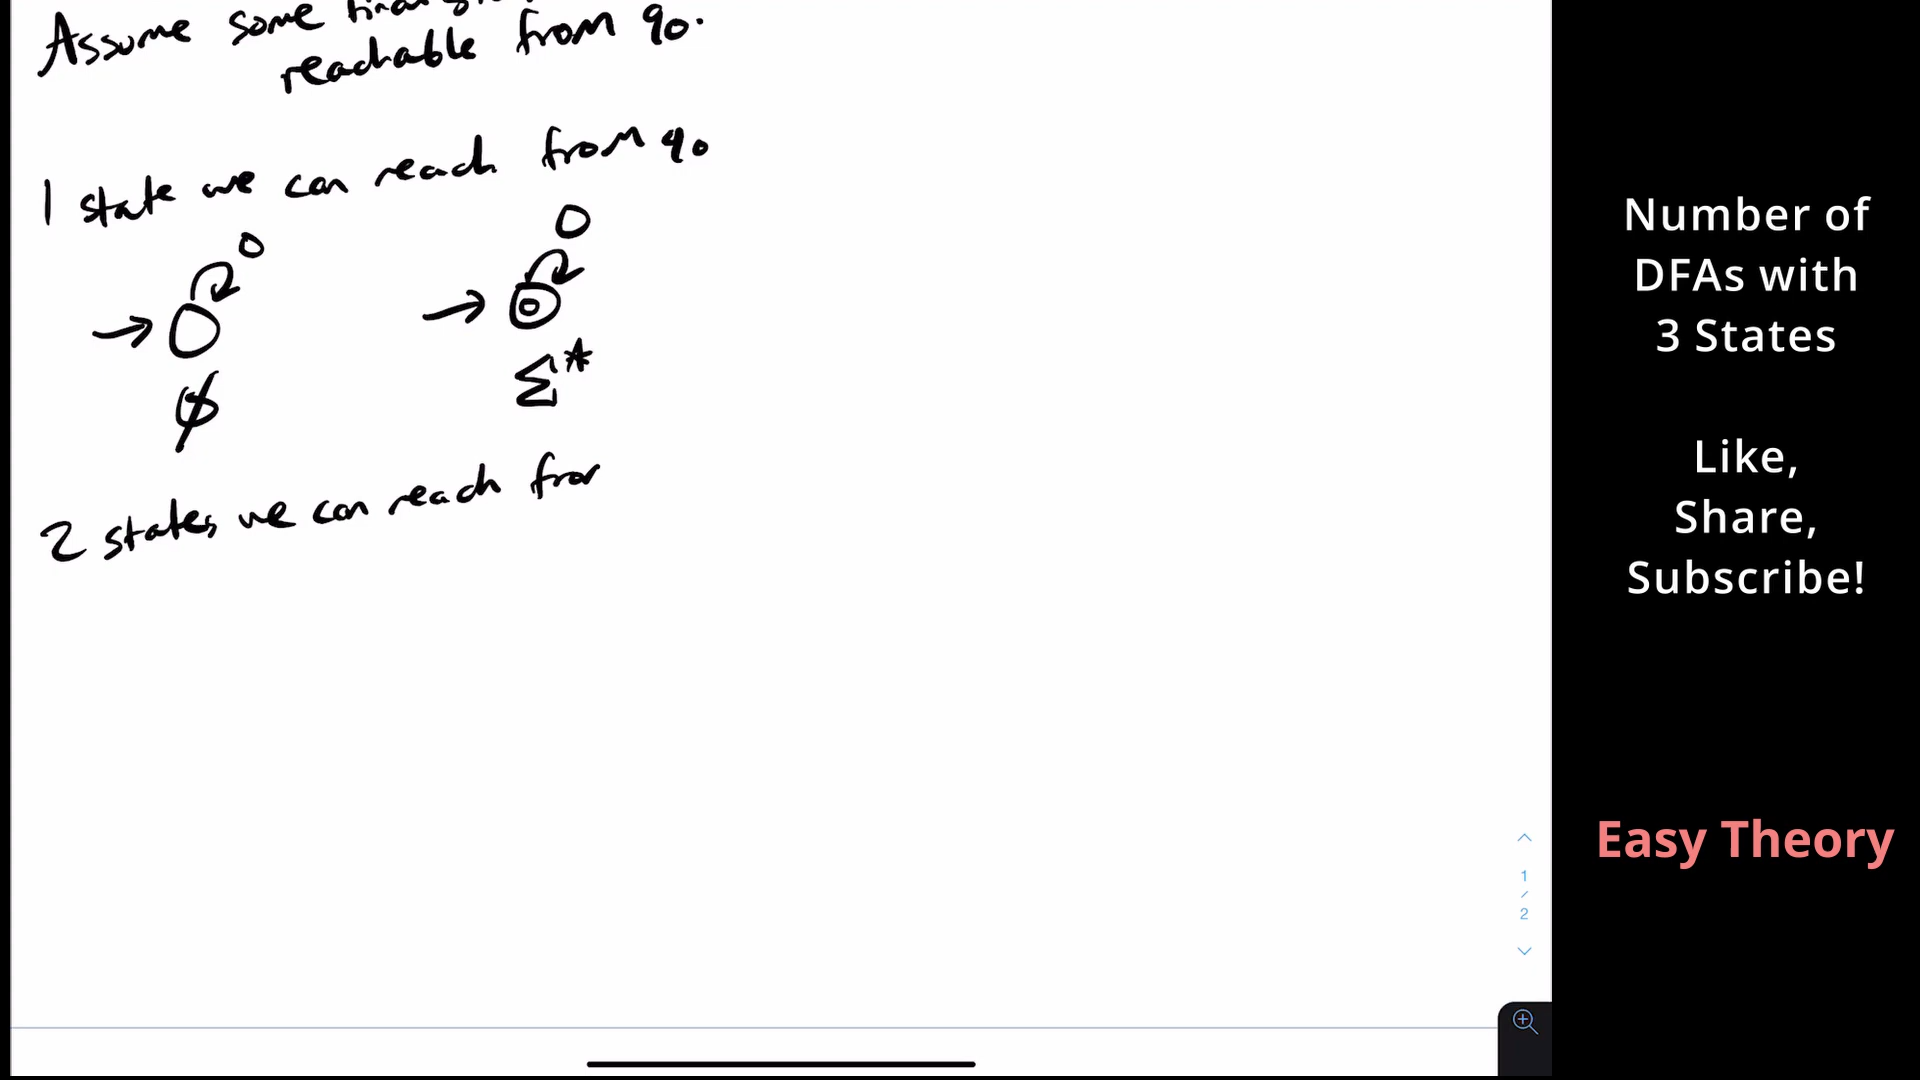 Assume some
reachable from q0.
1 state we can reach from q0
0
0
∅
Σ*
2 states we can reach from
Number of
DFAs with
3 States
Like,
Share,
Subscribe!
Easy Theory
1
/
2